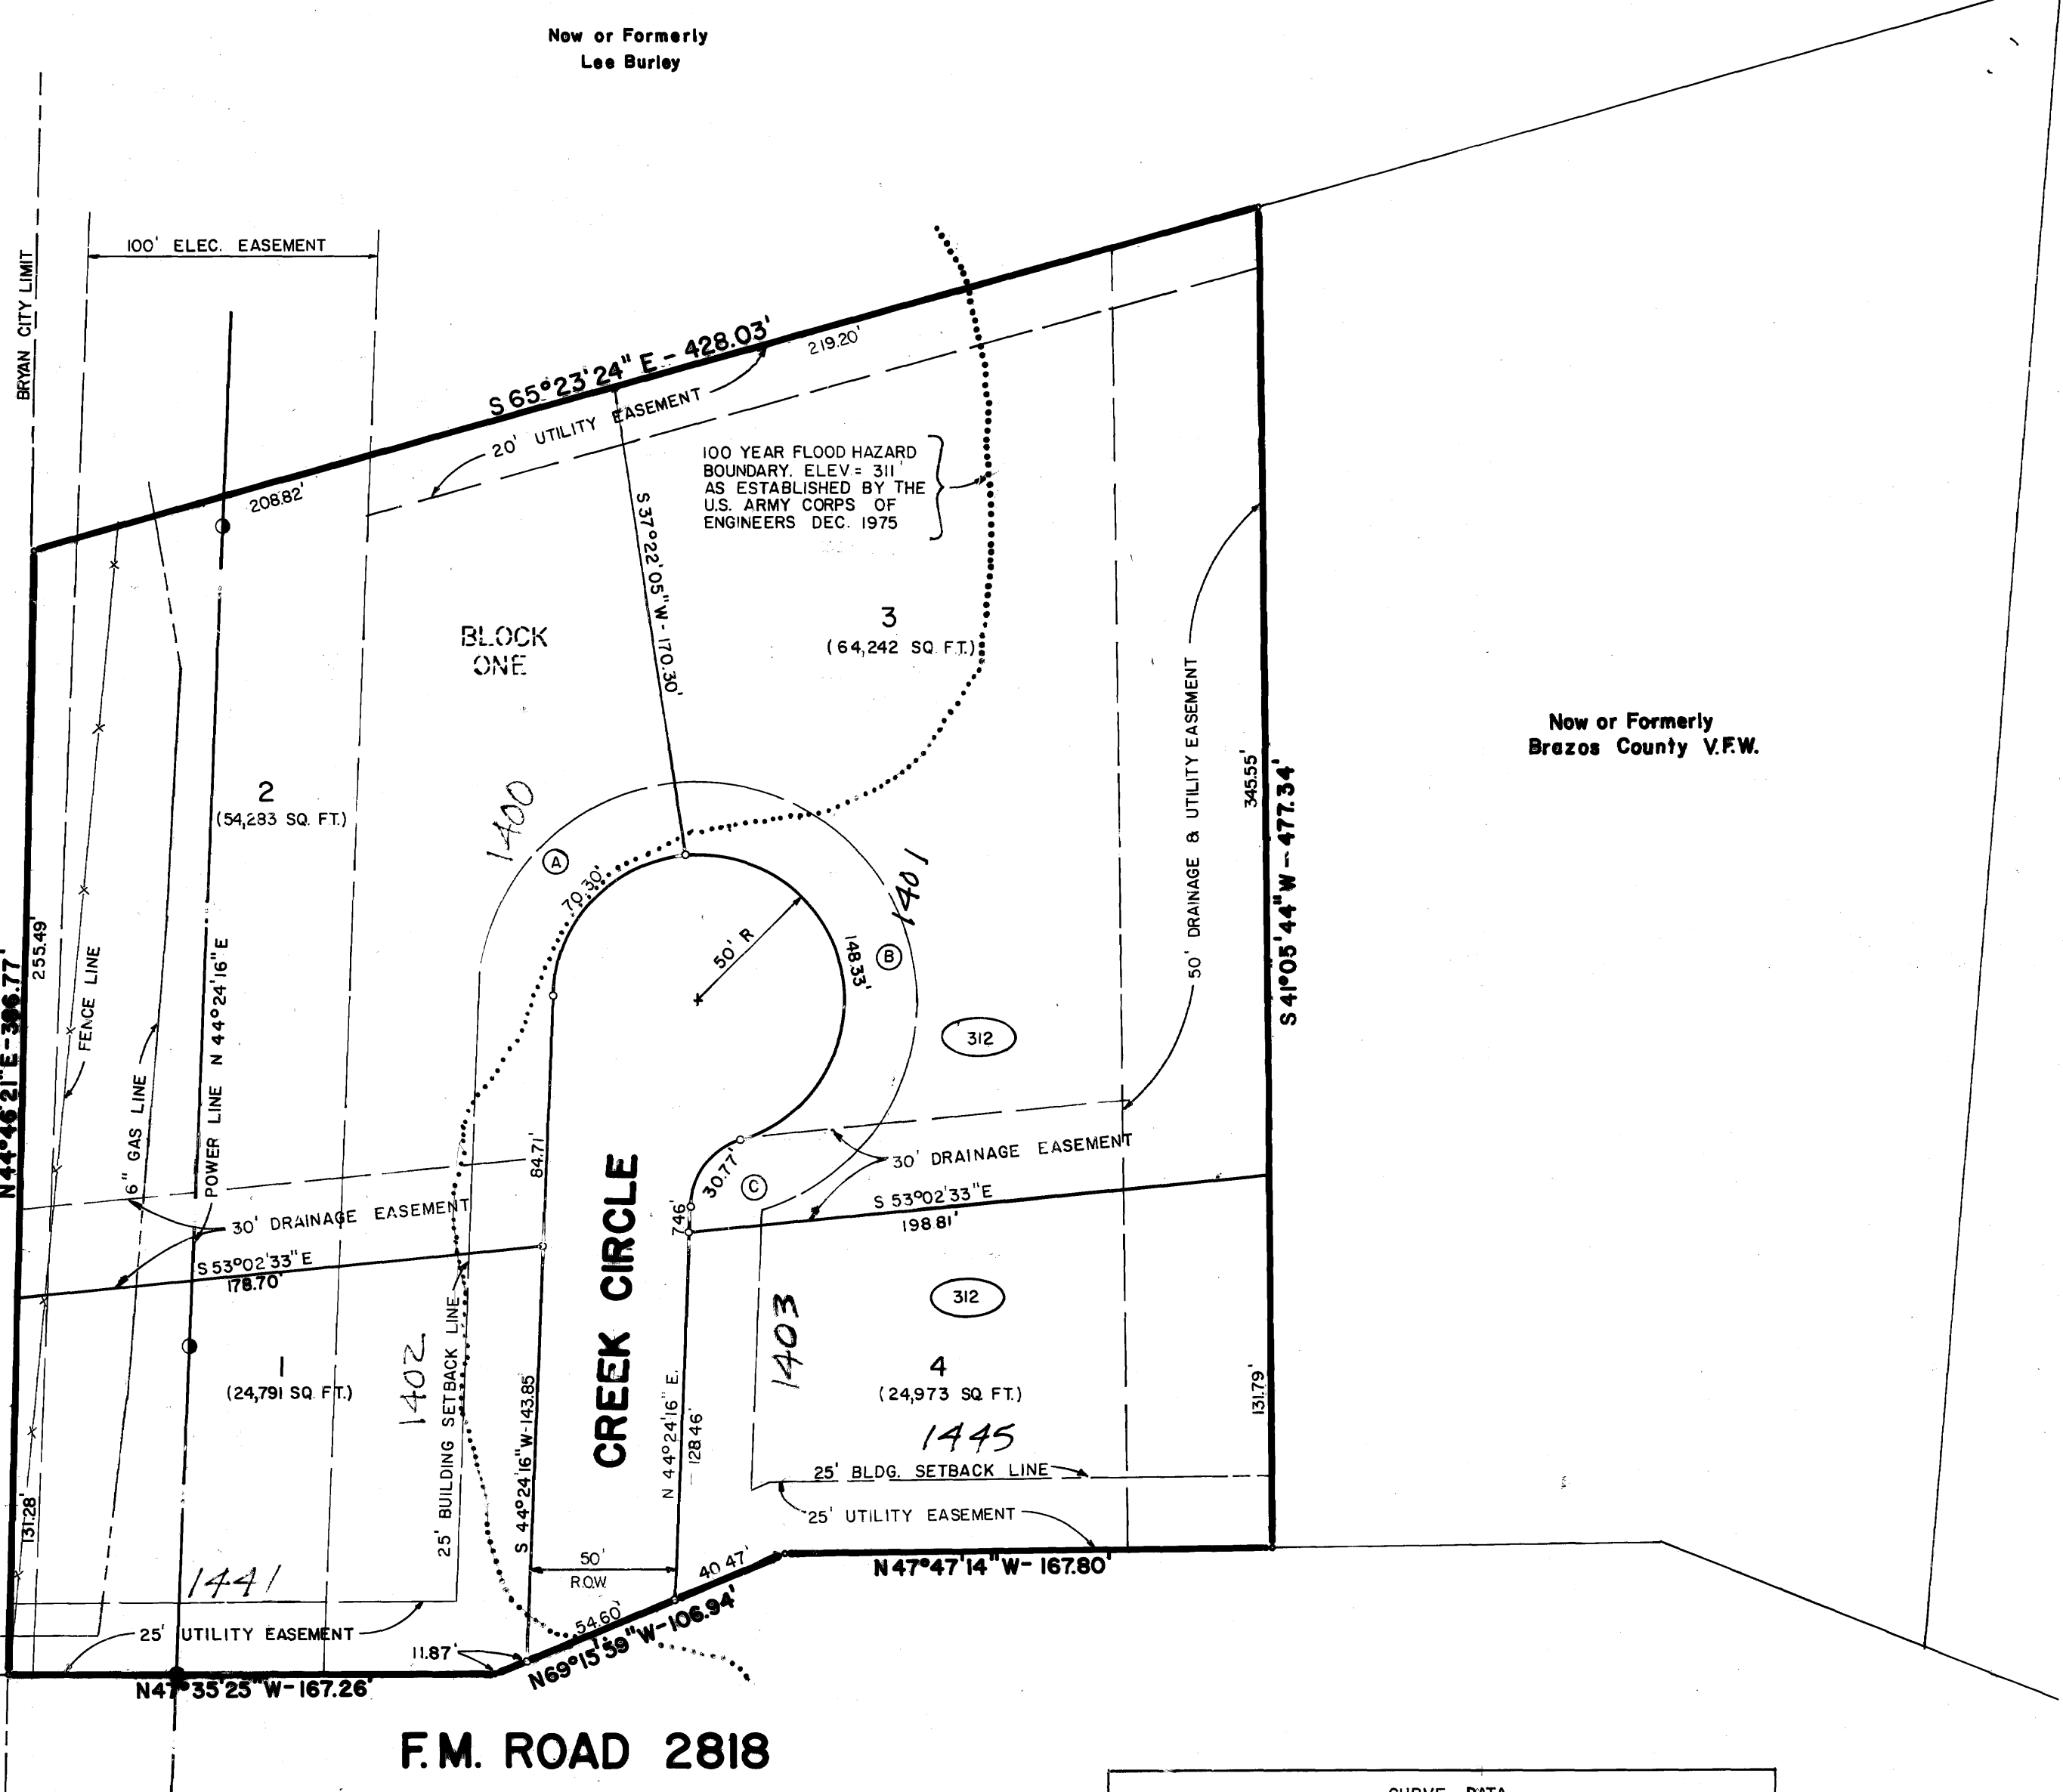 Now or Formerly
Lee Burley
100' ELEC. EASEMENT
BRYAN CITY LIMIT
S 65°23'24" E - 428.03'
219.20'
20' UTILITY EASEMENT
208.82'
100 YEAR FLOOD HAZARD
BOUNDARY. ELEV.= 311'
AS ESTABLISHED BY THE
U.S. ARMY CORPS OF
ENGINEERS DEC. 1975
S 37°22'05" W - 170.30'
BLOCK
ONE
3
(64,242 SQ. FT.)
Now or Formerly
Brazos County V.F.W.
2
(54,283 SQ. FT.)
1400
A
70.30'
1401
B
148.33'
50' R
345.55'
S 41°05'44" W - 477.34'
50' DRAINAGE & UTILITY EASEMENT
255.49'
FENCE LINE
6" GAS LINE
POWER LINE N 44°24'16" E
312
84.71'
30.77'
C
7.46'
30' DRAINAGE EASEMENT
S 53°02'33" E
198.81'
30' DRAINAGE EASEMENT
S 53°02'33" E
178.70'
CREEK CIRCLE
312
1403
1402
25' BUILDING SETBACK LINE
S 44°24'16" W - 143.85'
N 44°24'16" E.
128.46'
1
(24,791 SQ. FT.)
4
(24,973 SQ. FT.)
1445
131.79'
25' BLDG. SETBACK LINE
25' UTILITY EASEMENT
131.28'
1441
50'
R.O.W.
40.47'
N 47°47'14" W - 167.80'
25' UTILITY EASEMENT
11.87'
54.60'
N 69°15'59" W - 106.94'
N 47°35'25" W - 167.26'
F.M. ROAD 2818
CURVE DATA